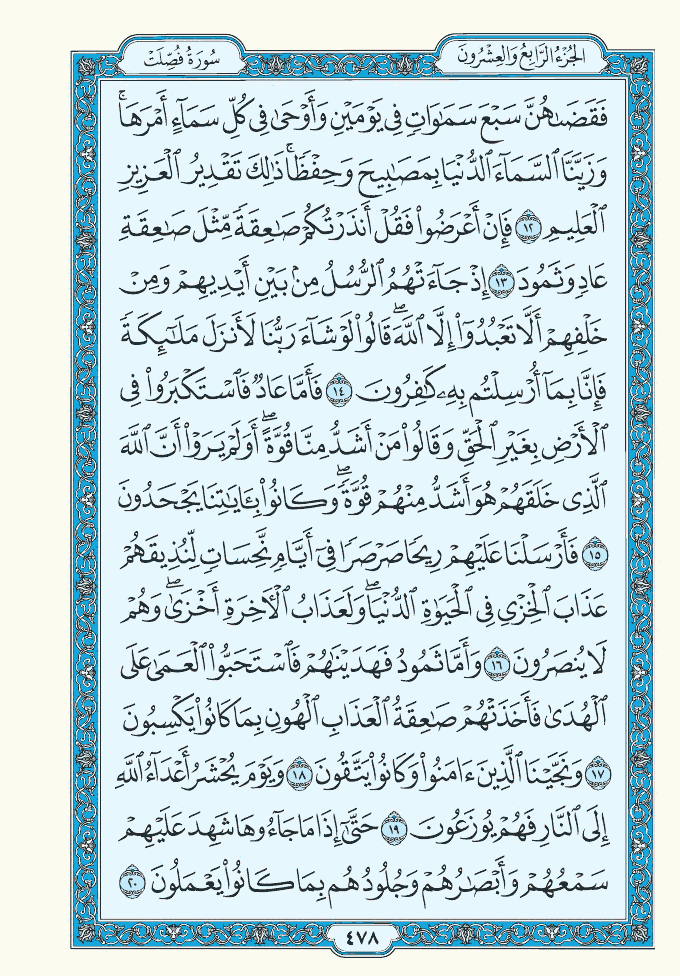 الجُزْءُ الرَّابِعُ وَالعِشْرُونَ
سُورَةُ فُصِّلَتْ
فَقَضَىٰهُنَّ سَبْعَ سَمَٰوَاتٍ فِي يَوْمَيْنِ وَأَوْحَىٰ فِي كُلِّ سَمَآءٍ أَمْرَهَاۚ
وَزَيَّنَّا ٱلسَّمَآءَ ٱلدُّنْيَا بِمَصَٰبِيحَ وَحِفْظًاۚ ذَٰلِكَ تَقْدِيرُ ٱلْعَزِيزِ
ٱلْعَلِيمِ ١٢ فَإِنْ أَعْرَضُوا۟ فَقُلْ أَنذَرْتُكُمْ صَٰعِقَةً مِّثْلَ صَٰعِقَةِ
عَادٍ وَثَمُودَ ١٣ إِذْ جَآءَتْهُمُ ٱلرُّسُلُ مِنۢ بَيْنِ أَيْدِيهِمْ وَمِنْ
خَلْفِهِمْ أَلَّا تَعْبُدُوٓا۟ إِلَّا ٱللَّهَۖ قَالُوا۟ لَوْ شَآءَ رَبُّنَا لَأَنزَلَ مَلَٰٓئِكَةً
فَإِنَّا بِمَآ أُرْسِلْتُم بِهِۦ كَٰفِرُونَ ١٤ فَأَمَّا عَادٌ فَٱسْتَكْبَرُوا۟ فِي
ٱلْأَرْضِ بِغَيْرِ ٱلْحَقِّ وَقَالُوا۟ مَنْ أَشَدُّ مِنَّا قُوَّةًۖ أَوَلَمْ يَرَوْا۟ أَنَّ ٱللَّهَ
ٱلَّذِي خَلَقَهُمْ هُوَ أَشَدُّ مِنْهُمْ قُوَّةًۖ وَكَانُوا۟ بِـَٔايَٰتِنَا يَجْحَدُونَ
١٥ فَأَرْسَلْنَا عَلَيْهِمْ رِيحًا صَرْصَرًا فِيٓ أَيَّامٍ نَّحِسَاتٍ لِّنُذِيقَهُمْ
عَذَابَ ٱلْخِزْيِ فِي ٱلْحَيَوٰةِ ٱلدُّنْيَاۖ وَلَعَذَابُ ٱلْءَاخِرَةِ أَخْزَىٰۖ وَهُمْ
لَا يُنصَرُونَ ١٦ وَأَمَّا ثَمُودُ فَهَدَيْنَٰهُمْ فَٱسْتَحَبُّوا۟ ٱلْعَمَىٰ عَلَى
ٱلْهُدَىٰ فَأَخَذَتْهُمْ صَٰعِقَةُ ٱلْعَذَابِ ٱلْهُونِ بِمَا كَانُوا۟ يَكْسِبُونَ
١٧ وَنَجَّيْنَا ٱلَّذِينَ ءَامَنُوا۟ وَكَانُوا۟ يَتَّقُونَ ١٨ وَيَوْمَ يُحْشَرُ أَعْدَآءُ ٱللَّهِ
إِلَى ٱلنَّارِ فَهُمْ يُوزَعُونَ ١٩ حَتَّىٰٓ إِذَا مَا جَآءُوهَا شَهِدَ عَلَيْهِمْ
سَمْعُهُمْ وَأَبْصَٰرُهُمْ وَجُلُودُهُم بِمَا كَانُوا۟ يَعْمَلُونَ ٢٠
٤٧٨